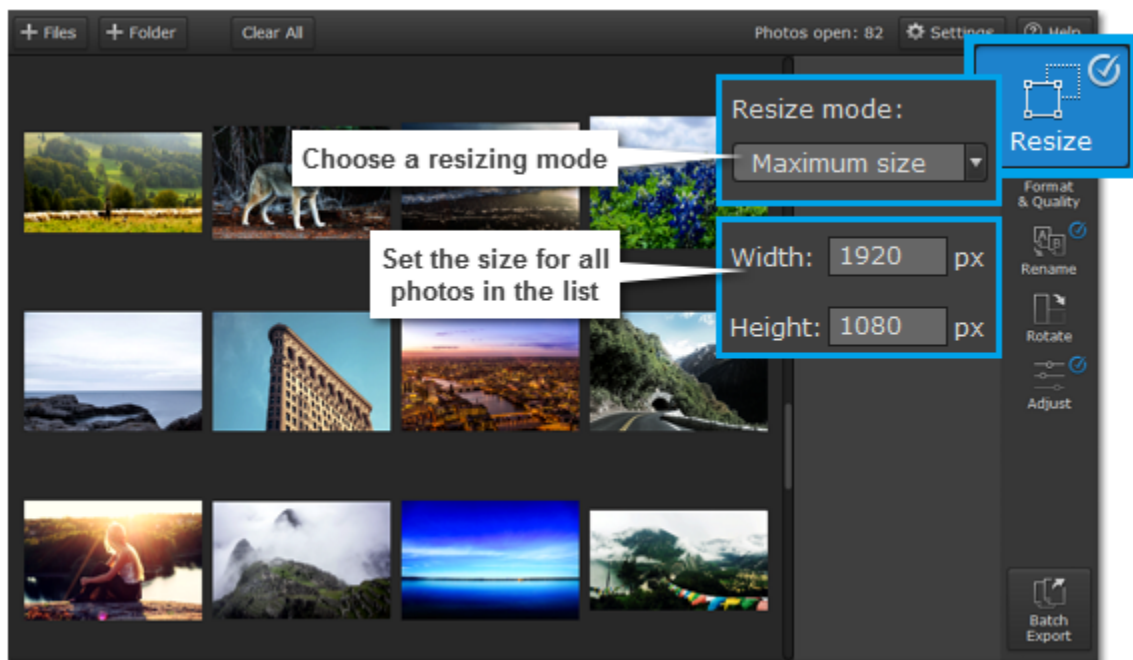 + Files
+ Folder
Clear All
Photos open: 82
Settings
Help
Resize mode:
Maximum size
Resize
Choose a resizing mode
Format
& Quality
Set the size for all
photos in the list
Width: 1920 px
Height: 1080 px
A
B
Rename
Rotate
Adjust
Batch
Export